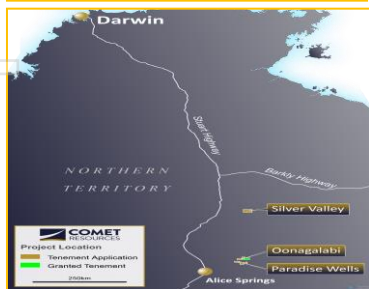 Darwin
Stuart Highway
NORTHERN
TERRITORY
Barkly Highway
Silver Valley
Oonagalabi
Paradise Wells
Alice Springs
COMET
RESOURCES
Project Location
Tenement Application
Granted Tenement
250km